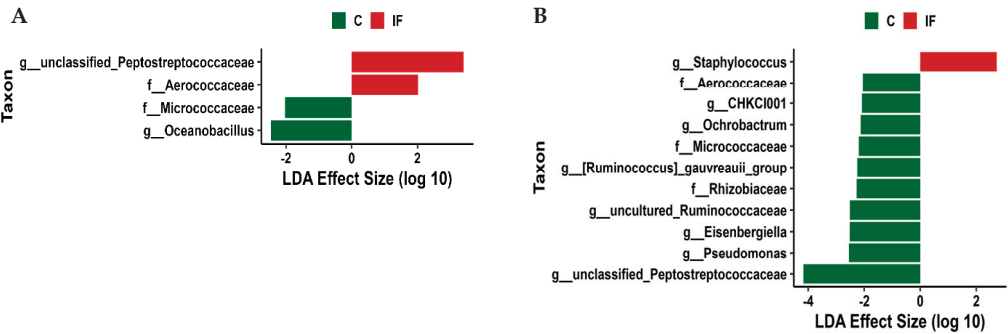 A
C IF
Taxon
g__unclassified_Peptostreptococcaceae
f__Aerococcaceae
f__Micrococcaceae
g__Oceanobacillus
-2 0 2
LDA Effect Size (log 10)
B
C IF
Taxon
g__Staphylococcus
f__Aerococcaceae
g__CHKCI001
g__Ochrobactrum
f__Micrococcaceae
g__[Ruminococcus]_gauvreauii_group
f__Rhizobiaceae
g__uncultured_Ruminococcaceae
g__Eisenbergiella
g__Pseudomonas
g__unclassified_Peptostreptococcaceae
-4 -2 0 2
LDA Effect Size (log 10)